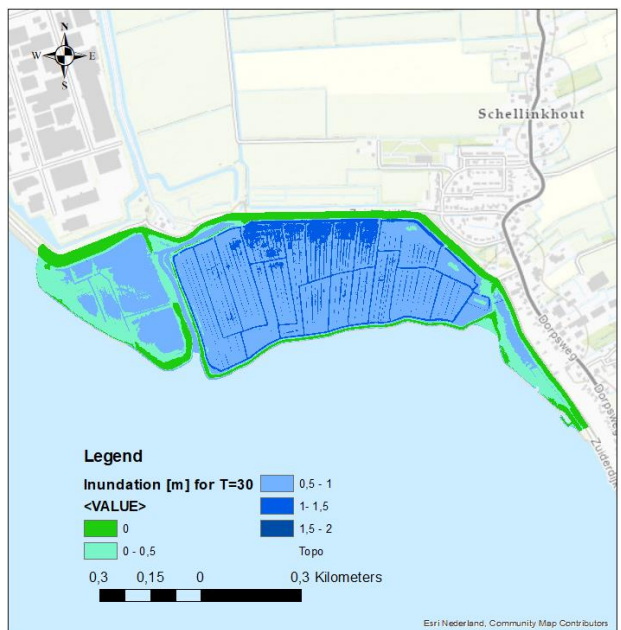 N
W E
S
Schellinkhout
Dorpsweg
Dorpsweg
Zuiderdijk
Legend
Inundation [m] for T=30
<VALUE>
0
0 - 0,5
0,5 - 1
1- 1,5
1,5 - 2
Topo
0,3 0,15 0 0,3 Kilometers
Esri Nederland, Community Map Contributors